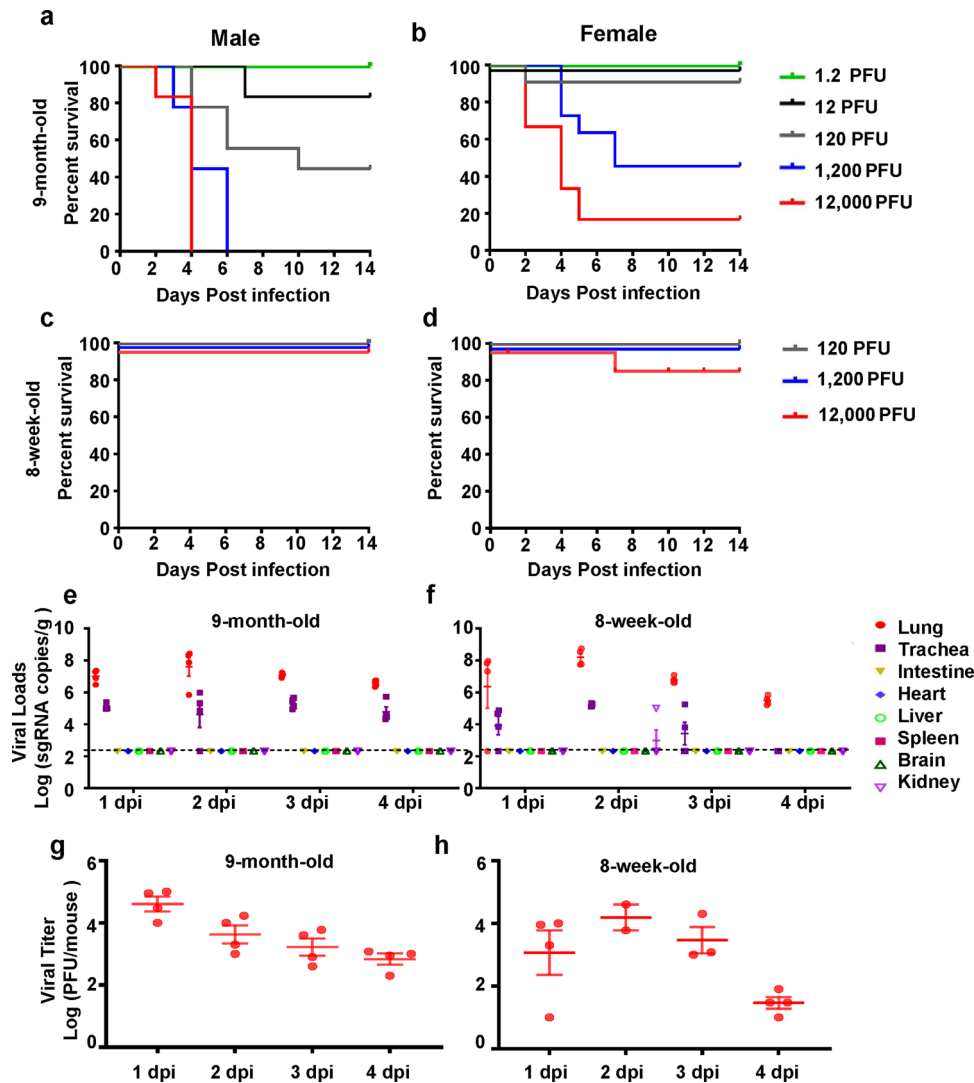 a
Male
b
Female
100
80
60
40
20
0
Percent survival
9-month-old
0 2 4 6 8 10 12 14
Days Post infection
100
80
60
40
20
0
Percent survival
0 2 4 6 8 10 12 14
Days Post infection
1.2 PFU
12 PFU
120 PFU
1,200 PFU
12,000 PFU
c
d
100
80
60
40
20
0
Percent survival
8-week-old
0 2 4 6 8 10 12 14
Days Post infection
100
80
60
40
20
0
Percent survival
0 2 4 6 8 10 12 14
Days Post infection
120 PFU
1,200 PFU
12,000 PFU
e
9-month-old
f
8-week-old
10
8
6
4
2
0
Viral Loads
Log (sgRNA copies/g )
1 dpi 2 dpi 3 dpi 4 dpi
10
8
6
4
2
0
1 dpi 2 dpi 3 dpi 4 dpi
Lung
Trachea
Intestine
Heart
Liver
Spleen
Brain
Kidney
g
9-month-old
h
8-week-old
6
4
2
0
Viral Titer
Log (PFU/mouse )
1 dpi 2 dpi 3 dpi 4 dpi
6
4
2
0
1 dpi 2 dpi 3 dpi 4 dpi